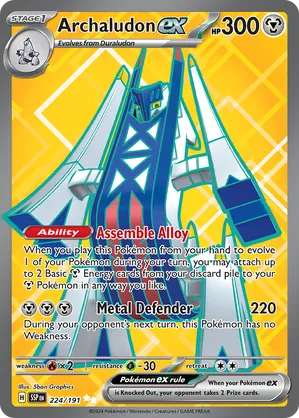 STAGE 1
Archaludon ex HP 300
Evolves from Duraludon
Ability Assemble Alloy
When you play this Pokémon from your hand to evolve
1 of your Pokémon during your turn, you may attach
up to 2 Basic Energy cards from your discard pile to
your Pokémon in any way you like.
Metal Defender 220
During your opponent's next turn, this Pokémon has no
Weakness.
weakness ×2 resistance -30 retreat
Illus. 5ban Graphics
Pokémon ex rule
When your Pokémon ex
is Knocked Out, your opponent takes 2 Prize cards.
H SSP EN 224/191
©2024 Pokémon / Nintendo / Creatures / GAME FREAK